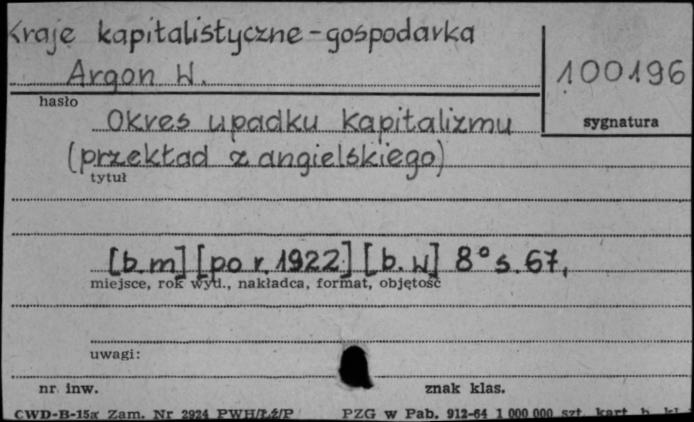 Kraje kapitalistyczne - gospodarka
Argon W.
100196
hasło
sygnatura
Okres upadku kapitalizmu
(przekład z angielskiego)
tytuł
[b.m] [po r. 1922] [b. w] 8° s. 67,
miejsce, rok wyd., nakładca, format, objętość
uwagi:
nr. inw.
znak klas.
CWD-B-15a Zam. Nr 2924 PWH/Łź/P PZG w Pab. 912-64 1 000 000 szt. kart. b. kl.